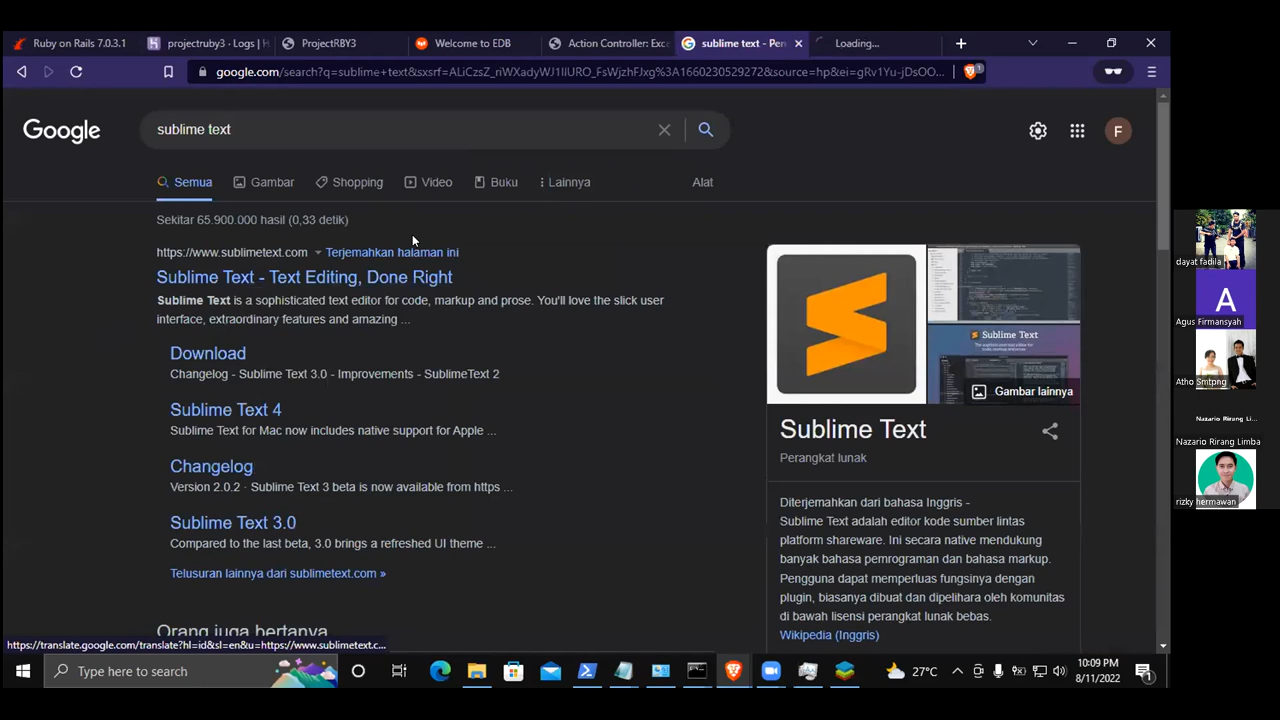 Ruby on Rails 7.0.3.1
projectruby3 · Logs |
ProjectRBY3
Welcome to EDB
Action Controller: Exce
sublime text - Pen
Loading...
google.com/search?q=sublime+text&sxsrf=ALiCzsZ_riWXadyWJ1lIURO_FsWjzhFJxg%3A1660230529272&source=hp&ei=gRv1Yu-jDsOO...
1
Google
sublime text
F
Semua
Gambar
Shopping
Video
Buku
Lainnya
Alat
Sekitar 65.900.000 hasil (0,33 detik)
https://www.sublimetext.com
Terjemahkan halaman ini
Sublime Text - Text Editing, Done Right
Sublime Text is a sophisticated text editor for code, markup and prose. You'll love the slick user
interface, extraordinary features and amazing ...
Download
Changelog - Sublime Text 3.0 - Improvements - SublimeText 2
Sublime Text 4
Sublime Text for Mac now includes native support for Apple ...
Changelog
Version 2.0.2 · Sublime Text 3 beta is now available from https ...
Sublime Text 3.0
Compared to the last beta, 3.0 brings a refreshed UI theme ...
Telusuran lainnya dari sublimetext.com »
Orang juga bertanya
Sublime Text
Gambar lainnya
Sublime Text
Perangkat lunak
Diterjemahkan dari bahasa Inggris -
Sublime Text adalah editor kode sumber lintas
platform shareware. Ini secara native mendukung
banyak bahasa pemrograman dan bahasa markup.
Pengguna dapat memperluas fungsinya dengan
plugin, biasanya dibuat dan dipelihara oleh komunitas
di bawah lisensi perangkat lunak bebas.
Wikipedia (Inggris)
https://translate.google.com/translate?hl=id&sl=en&u=https://www.sublimetext.c...
Type here to search
27°C
10:09 PM
8/11/2022
1
dayat fadila
A
Agus Firmansyah
Atho Smtpng
Nazario Rirang Li...
Nazario Rirang Limba
rizky hermawan